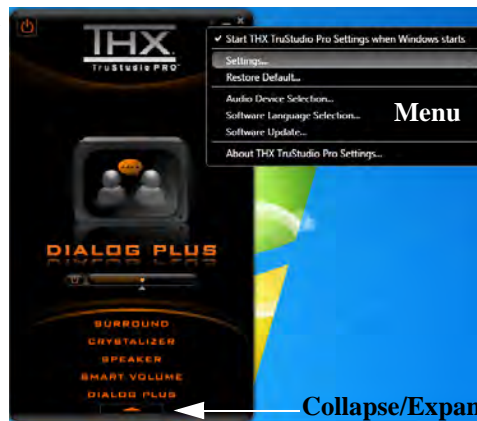 THX
TruStudio PRO
✔ Start THX TruStudio Pro Settings when Windows starts
Settings...
Restore Default...
Audio Device Selection...
Software Language Selection...
Software Update...
About THX TruStudio Pro Settings...
Menu
DIALOG PLUS
SURROUND
CRYSTALIZER
SPEAKER
SMART VOLUME
DIALOG PLUS
Collapse/Expan